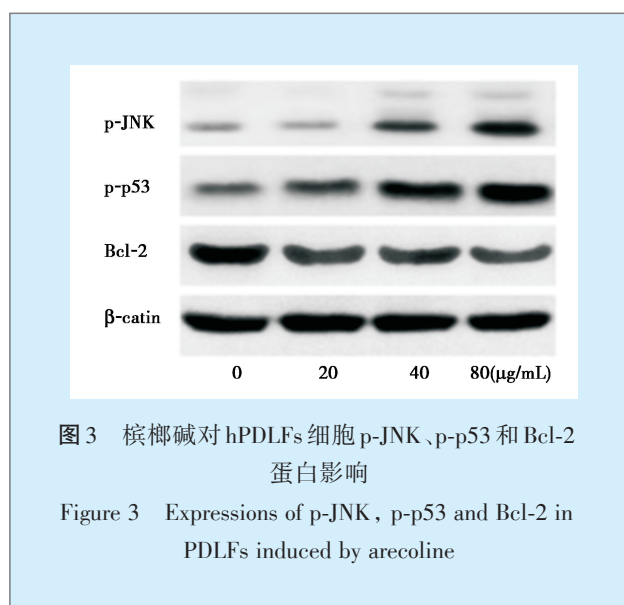 p-JNK
p-p53
Bcl-2
β-catin
0 20 40 80(μg/mL)
图3 槟榔碱对hPDLFs细胞p-JNK、p-p53和Bcl-2
蛋白影响
Figure 3 Expressions of p-JNK, p-p53 and Bcl-2 in
PDLFs induced by arecoline